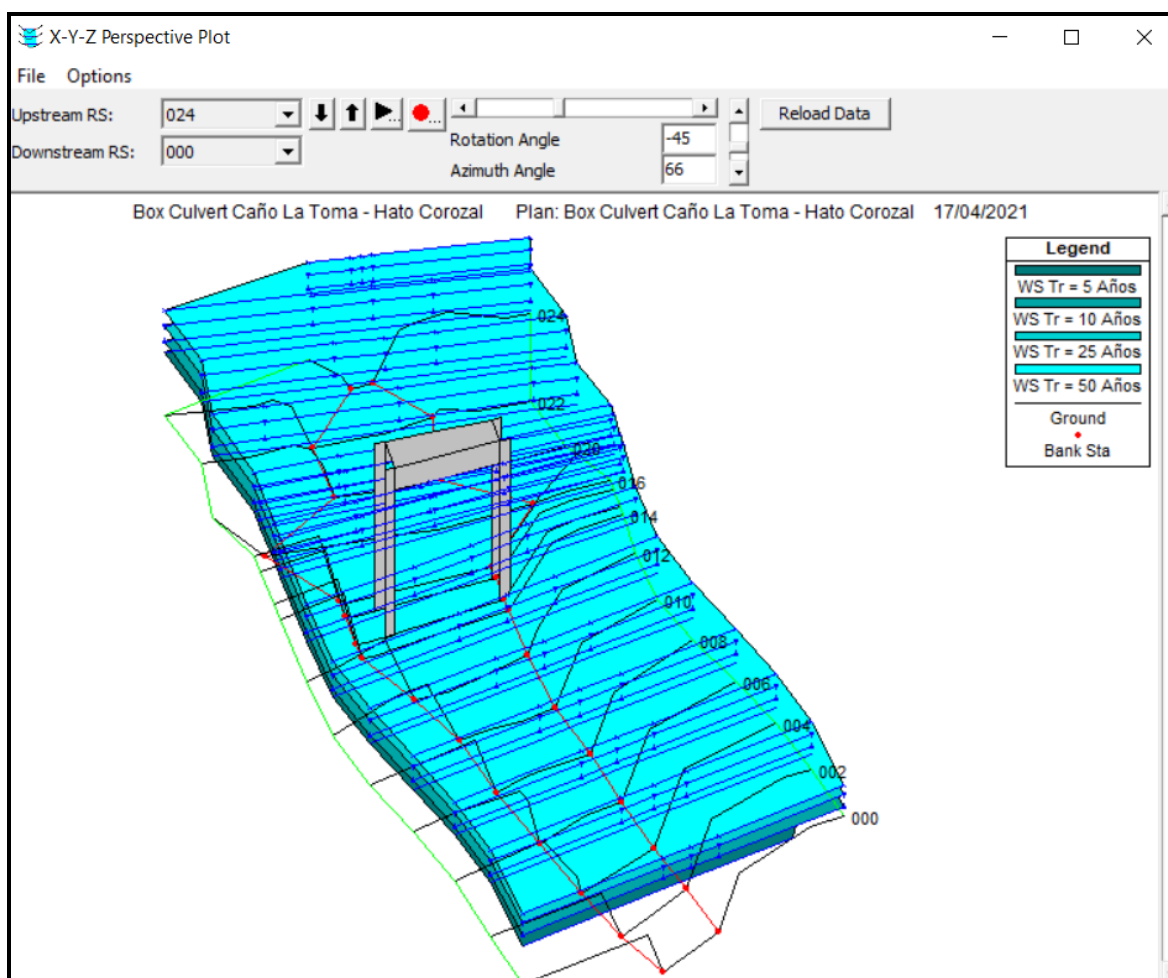 X-Y-Z Perspective Plot
File Options
Upstream RS: 024
Downstream RS: 000
Rotation Angle -45
Azimuth Angle 66
Reload Data
Box Culvert Caño La Toma - Hato Corozal Plan: Box Culvert Caño La Toma - Hato Corozal 17/04/2021
Legend
WS Tr = 5 Años
WS Tr = 10 Años
WS Tr = 25 Años
WS Tr = 50 Años
Ground
Bank Sta
024
022
020
016
014
012
010
008
006
004
002
000